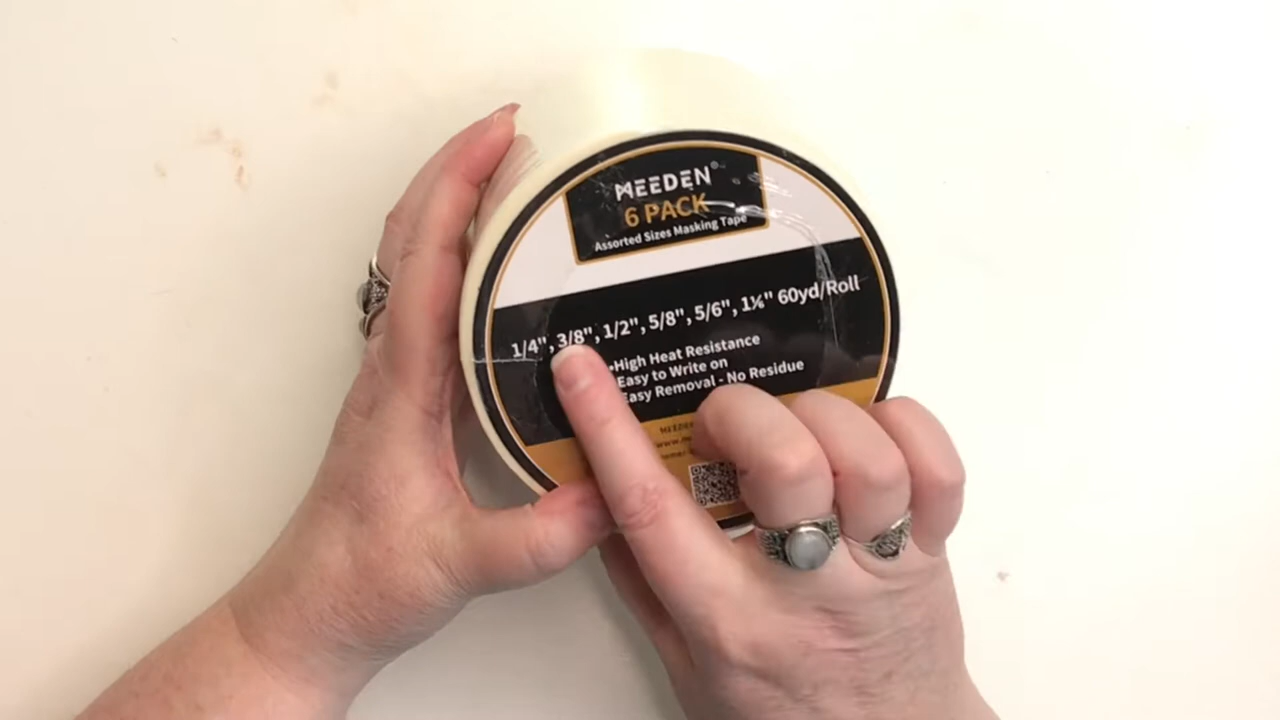 MEEDEN®
6 PACK
Assorted Sizes Masking Tape
1/4", 3/8", 1/2", 5/8", 5/6", 1⅙" 60yd/Roll
•High Heat Resistance
Easy to Write on
Easy Removal - No Residue